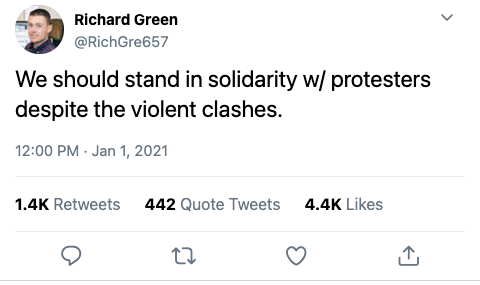 Richard Green
@RichGre657
We should stand in solidarity w/ protesters
despite the violent clashes.
12:00 PM · Jan 1, 2021
1.4K Retweets 442 Quote Tweets 4.4K Likes